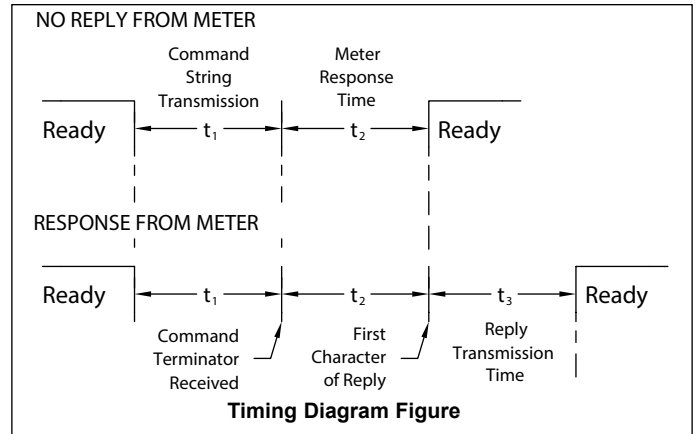 NO REPLY FROM METER
Command
String
Transmission
Meter
Response
Time
Ready
t₁
t₂
Ready
RESPONSE FROM METER
Ready
t₁
t₂
t₃
Ready
Command
Terminator
Received
First
Character
of Reply
Reply
Transmission
Time
Timing Diagram Figure